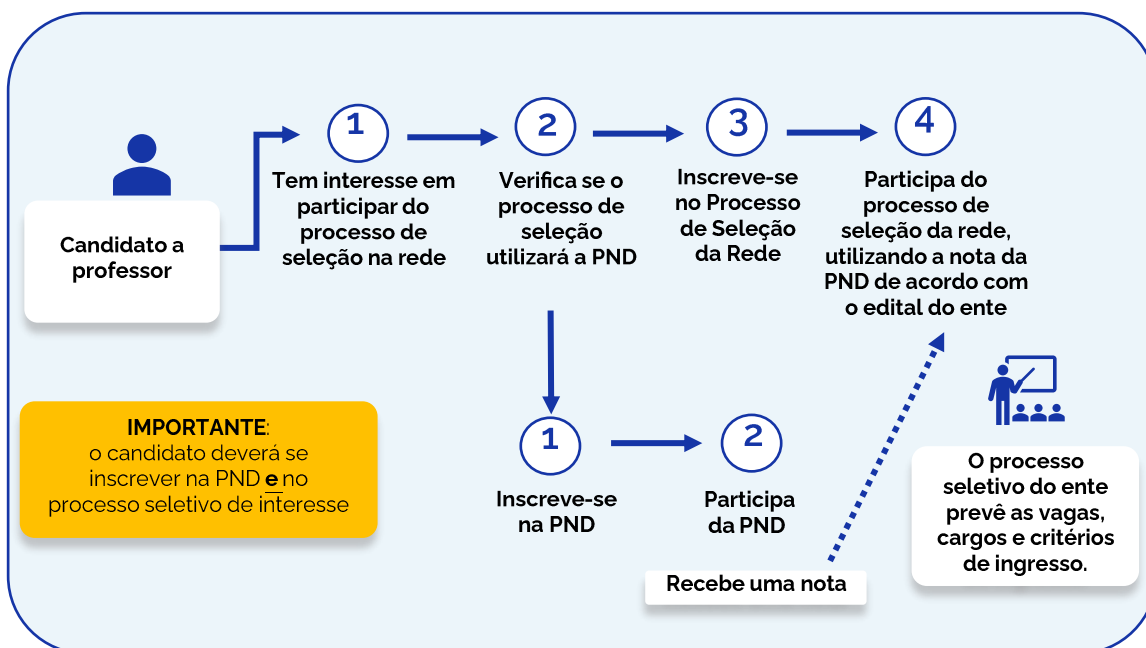 Candidato a
professor
1
Tem interesse em
participar do
processo de
seleção na rede
2
Verifica se o
processo de
seleção
utilizará a PND
3
Inscreve-se
no Processo
de Seleção
da Rede
4
Participa do
processo de
seleção da rede,
utilizando a nota da
PND de acordo com
o edital do ente
IMPORTANTE:
o candidato deverá se
inscrever na PND e no
processo seletivo de interesse
1
Inscreve-se
na PND
2
Participa
da PND
Recebe uma nota
O processo
seletivo do ente
prevê as vagas,
cargos e critérios
de ingresso.